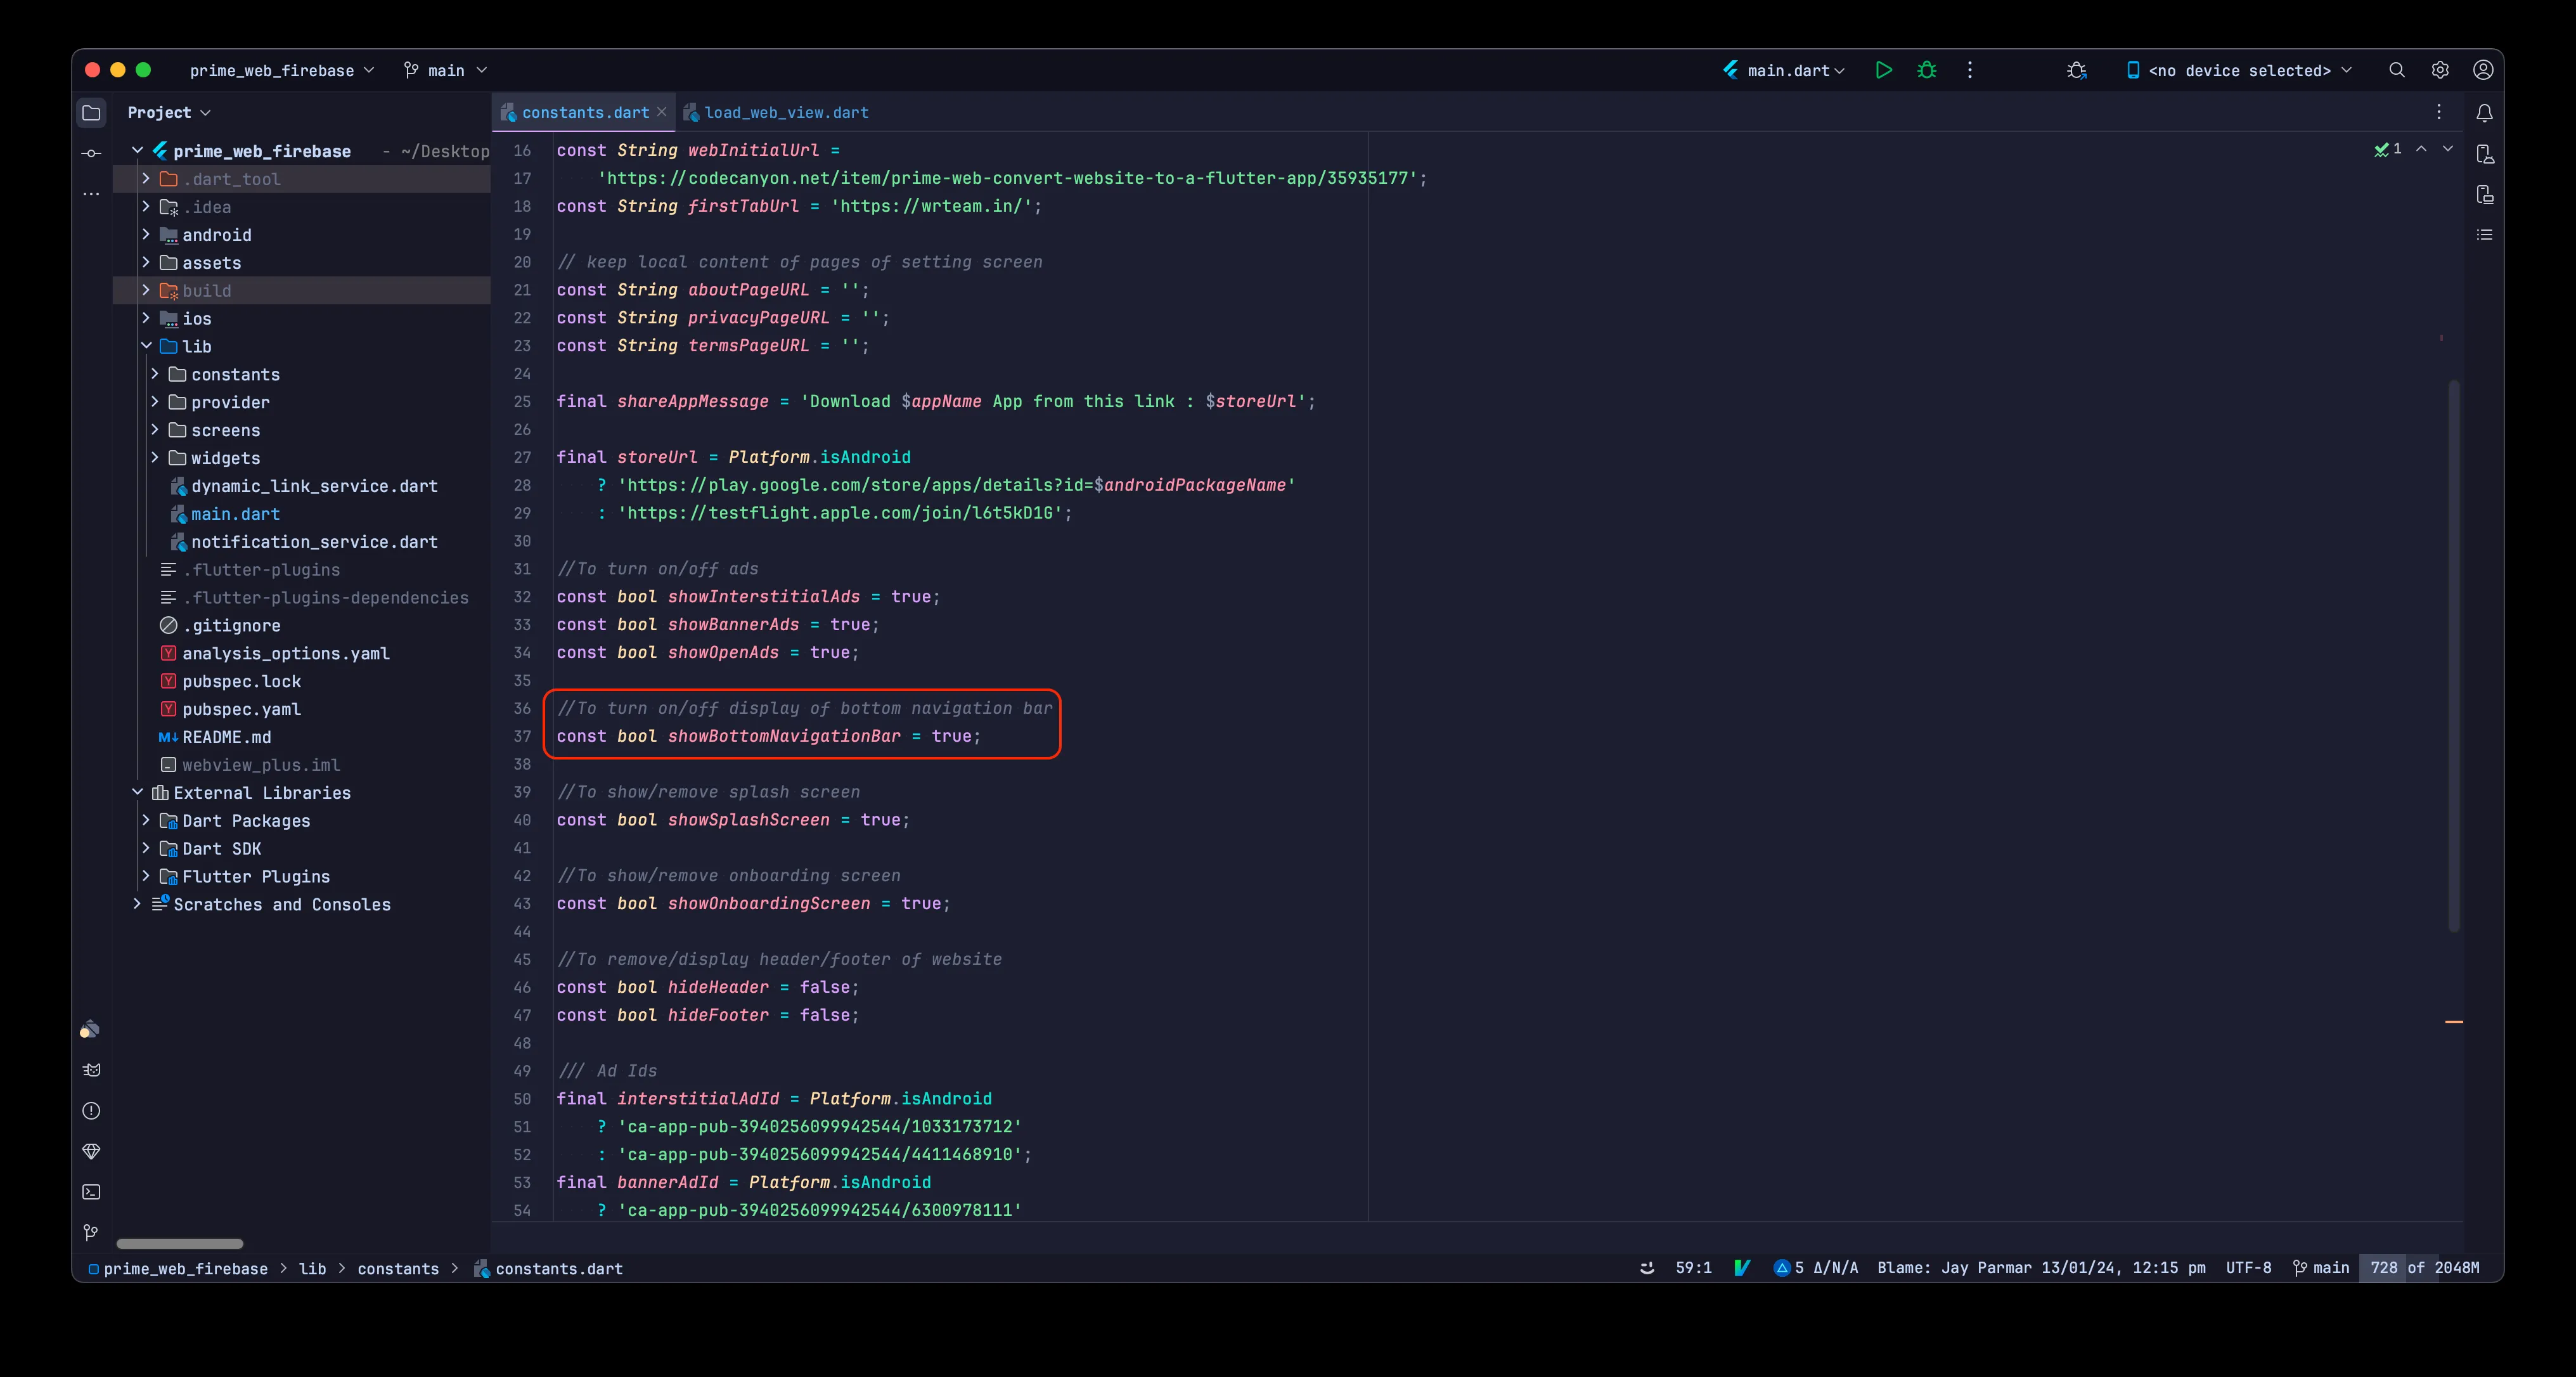 prime_web_firebase
main
main.dart
<no device selected>
Project
constants.dart
load_web_view.dart
prime_web_firebase - ~/Desktop
.dart_tool
.idea
android
assets
build
ios
lib
constants
provider
screens
widgets
dynamic_link_service.dart
main.dart
notification_service.dart
.flutter-plugins
.flutter-plugins-dependencies
.gitignore
analysis_options.yaml
pubspec.lock
pubspec.yaml
M↓ README.md
webview_plus.iml
External Libraries
Dart Packages
Dart SDK
Flutter Plugins
Scratches and Consoles
1
16 const String webInitialUrl =
17 'https://codecanyon.net/item/prime-web-convert-website-to-a-flutter-app/35935177';
18 const String firstTabUrl = 'https://wrteam.in/';
19
20 // keep local content of pages of setting screen
21 const String aboutPageURL = '';
22 const String privacyPageURL = '';
23 const String termsPageURL = '';
24
25 final shareAppMessage = 'Download $appName App from this link : $storeUrl';
26
27 final storeUrl = Platform.isAndroid
28 ? 'https://play.google.com/store/apps/details?id=$androidPackageName'
29 : 'https://testflight.apple.com/join/l6t5kD1G';
30
31 //To turn on/off ads
32 const bool showInterstitialAds = true;
33 const bool showBannerAds = true;
34 const bool showOpenAds = true;
35
36 //To turn on/off display of bottom navigation bar
37 const bool showBottomNavigationBar = true;
38
39 //To show/remove splash screen
40 const bool showSplashScreen = true;
41
42 //To show/remove onboarding screen
43 const bool showOnboardingScreen = true;
44
45 //To remove/display header/footer of website
46 const bool hideHeader = false;
47 const bool hideFooter = false;
48
49 /// Ad Ids
50 final interstitialAdId = Platform.isAndroid
51 ? 'ca-app-pub-3940256099942544/1033173712'
52 : 'ca-app-pub-3940256099942544/4411468910';
53 final bannerAdId = Platform.isAndroid
54 ? 'ca-app-pub-3940256099942544/6300978111'
prime_web_firebase > lib > constants > constants.dart
59:1
5 Δ/N/A
Blame: Jay Parmar 13/01/24, 12:15 pm
UTF-8
main
728 of 2048M